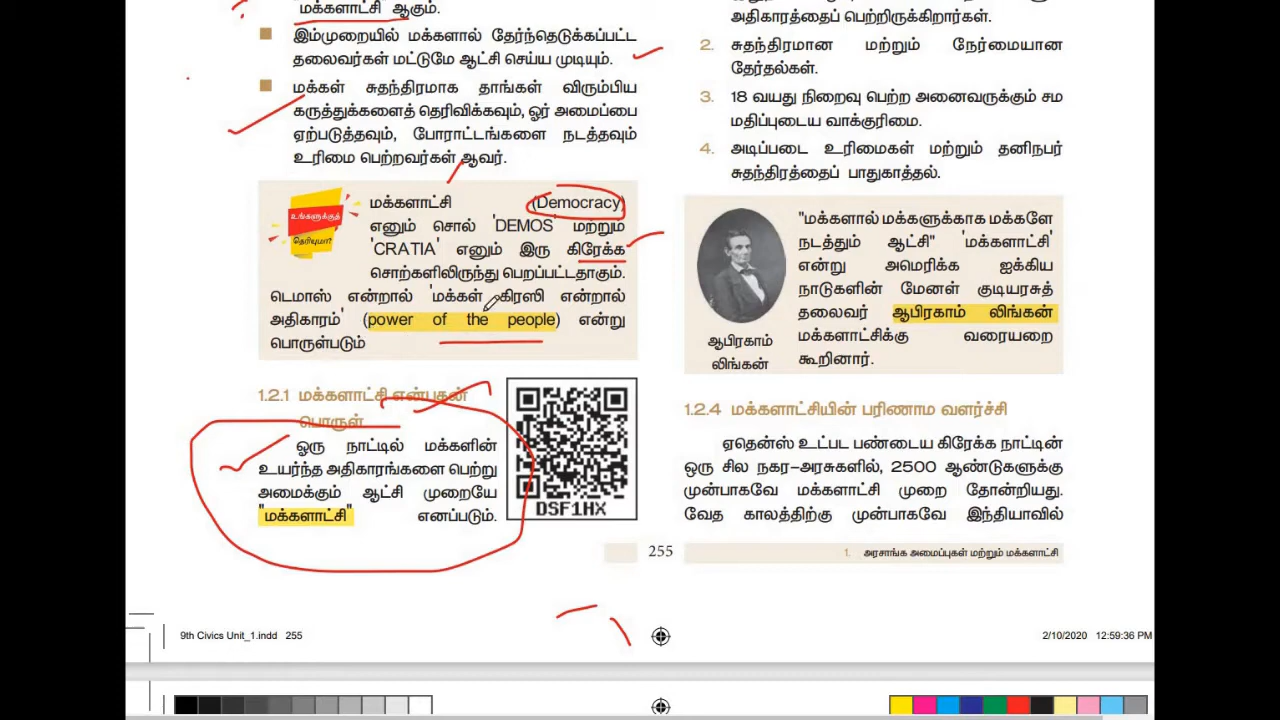 "மக்களாட்சி" ஆகும்.
இம்முறையில் மக்களால் தேர்ந்தெடுக்கப்பட்ட
தலைவர்கள் மட்டுமே ஆட்சி செய்ய முடியும்.
மக்கள் சுதந்திரமாக தாங்கள் விரும்பிய
கருத்துக்களைத் தெரிவிக்கவும், ஓர் அமைப்பை
ஏற்படுத்தவும், போராட்டங்களை நடத்தவும்
உரிமை பெற்றவர்கள் ஆவர்.
உங்களுக்குத்
தெரியுமா?
மக்களாட்சி (Democracy)
எனும் சொல் 'DEMOS' மற்றும்
'CRATIA' எனும் இரு கிரேக்க
சொற்களிலிருந்து பெறப்பட்டதாகும்.
டெமாஸ் என்றால் 'மக்கள் கிரஸி என்றால்
அதிகாரம்' (power of the people) என்று
பொருள்படும்
1.2.1 மக்களாட்சி என்பதன்
பொருள்
ஒரு நாட்டில் மக்களின்
உயர்ந்த அதிகாரங்களை பெற்று
அமைக்கும் ஆட்சி முறையே
"மக்களாட்சி" எனப்படும்.
DSF1HX
அதிகாரத்தைப் பெற்றிருக்கிறார்கள்.
2. சுதந்திரமான மற்றும் நேர்மையான
தேர்தல்கள்.
3. 18 வயது நிறைவு பெற்ற அனைவருக்கும் சம
மதிப்புடைய வாக்குரிமை.
4. அடிப்படை உரிமைகள் மற்றும் தனிநபர்
சுதந்திரத்தைப் பாதுகாத்தல்.
"மக்களால் மக்களுக்காக மக்களே
நடத்தும் ஆட்சி" 'மக்களாட்சி'
என்று அமெரிக்க ஐக்கிய
நாடுகளின் மேனள் குடியரசுத்
தலைவர் ஆபிரகாம் லிங்கன்
மக்களாட்சிக்கு வரையறை
கூறினார்.
ஆபிரகாம்
லிங்கன்
1.2.4 மக்களாட்சியின் பரிணாம வளர்ச்சி
ஏதென்ஸ் உட்பட பண்டைய கிரேக்க நாட்டின்
ஒரு சில நகர–அரசுகளில், 2500 ஆண்டுகளுக்கு
முன்பாகவே மக்களாட்சி முறை தோன்றியது.
வேத காலத்திற்கு முன்பாகவே இந்தியாவில்
255
1. அரசாங்க அமைப்புகள் மற்றும் மக்களாட்சி
9th Civics Unit_1.indd 255
2/10/2020 12:59:36 PM